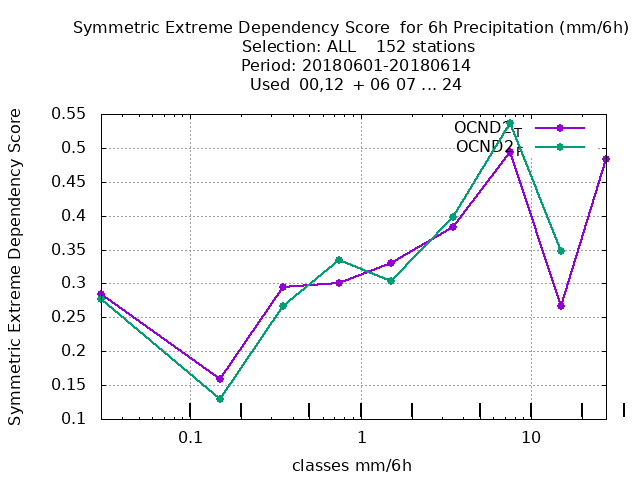 Symmetric Extreme Dependency Score for 6h Precipitation (mm/6h)
Selection: ALL 152 stations
Period: 20180601-20180614
Used 00,12 + 06 07 ... 24
OCND2_T
OCND2_F
Symmetric Extreme Dependency Score
0.55
0.5
0.45
0.4
0.35
0.3
0.25
0.2
0.15
0.1
0.1 1 10
classes mm/6h